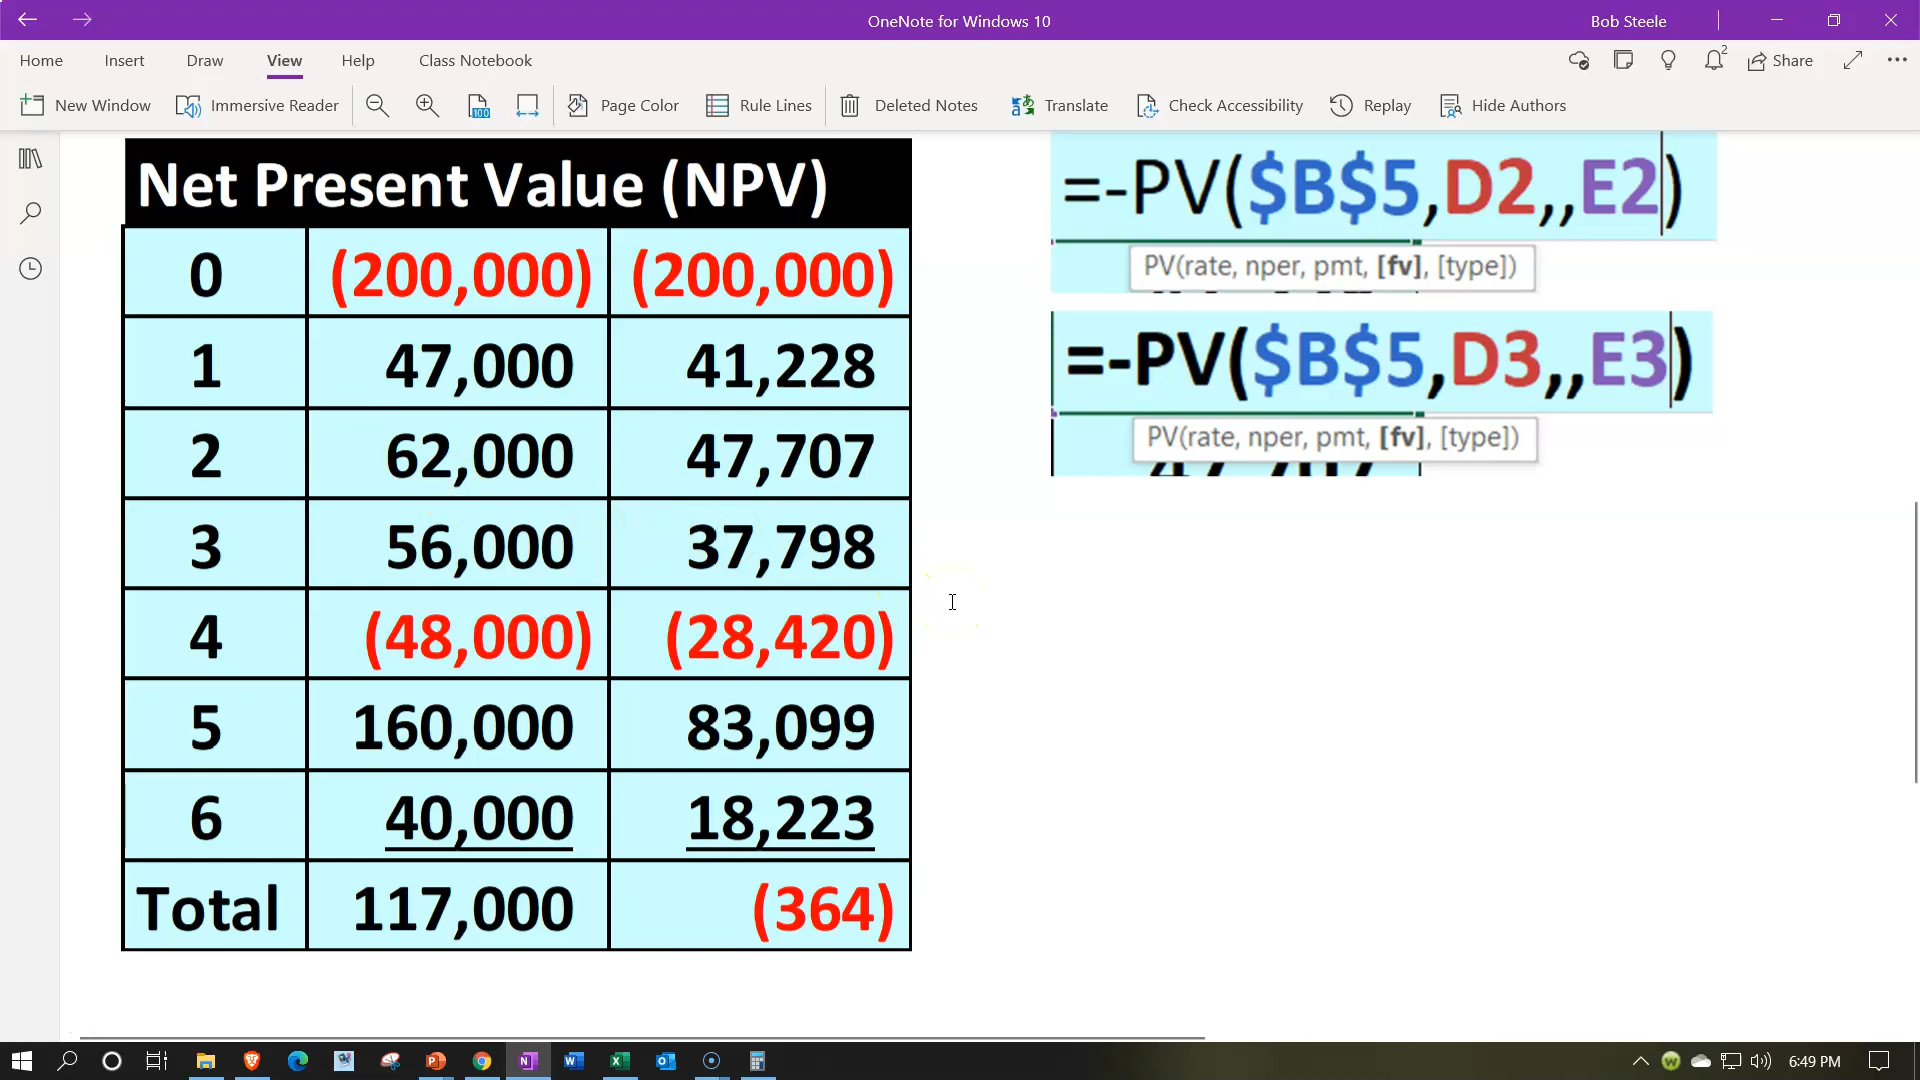 OneNote for Windows 10
Bob Steele
Home Insert Draw View Help Class Notebook
2
Share
New Window Immersive Reader 100 Page Color Rule Lines Deleted Notes Translate Check Accessibility Replay Hide Authors
Net Present Value (NPV)
0 (200,000) (200,000)
1 47,000 41,228
2 62,000 47,707
3 56,000 37,798
4 (48,000) (28,420)
5 160,000 83,099
6 40,000 18,223
Total 117,000 (364)
=-PV($B$5,D2,,E2)
PV(rate, nper, pmt, [fv], [type])
=-PV($B$5,D3,,E3)
PV(rate, nper, pmt, [fv], [type])
6:49 PM